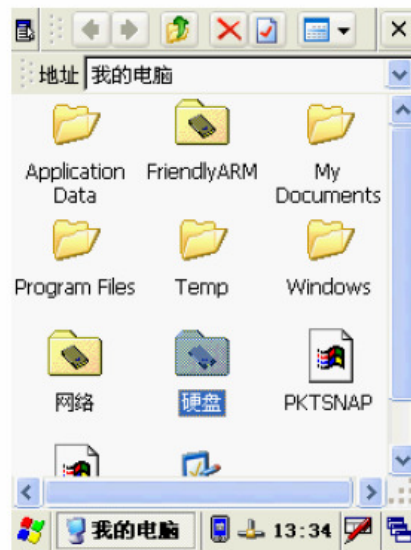 地址 我的电脑
Application Data
FriendlyARM
My Documents
Program Files
Temp
Windows
网络
硬盘
PKTSNAP
我的电脑
13:34